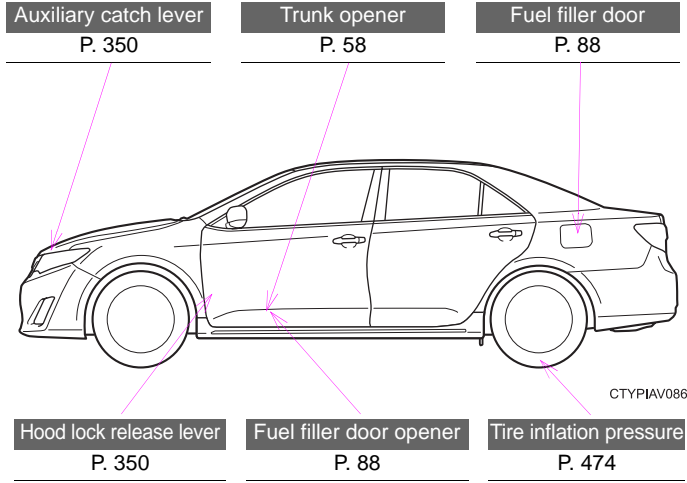 Auxiliary catch lever
P. 350
Trunk opener
P. 58
Fuel filler door
P. 88
CTYPIAV086
Hood lock release lever
P. 350
Fuel filler door opener
P. 88
Tire inflation pressure
P. 474